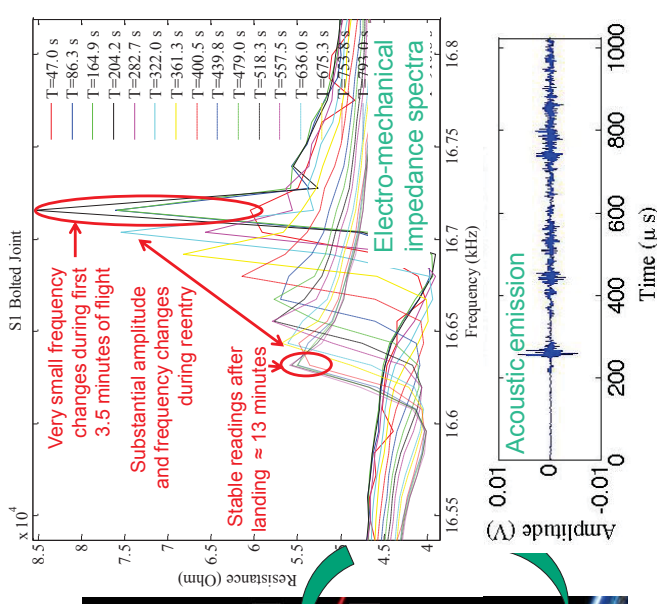 S1 Bolted Joint
x 10⁴
8.5
8
7.5
7
6.5
6
5.5
5
4.5
4
Resistance (Ohm)
16.55
16.6
16.65
16.7
16.75
16.8
Frequency (kHz)
T=47.0 s
T=86.3 s
T=164.9 s
T=204.2 s
T=282.7 s
T=322.0 s
T=361.3 s
T=400.5 s
T=439.8 s
T=479.0 s
T=518.3 s
T=557.5 s
T=636.0 s
T=675.3 s
T=753.8 s
T=793.0 s
Very small frequency
changes during first
3.5 minutes of flight
Substantial amplitude
and frequency changes
during reentry
Stable readings after
landing ≈ 13 minutes
Electro-mechanical
impedance spectra
Acoustic emission
0.01
0
-0.01
Amplitude (V)
0
200
400
600
800
1000
Time (μ s)